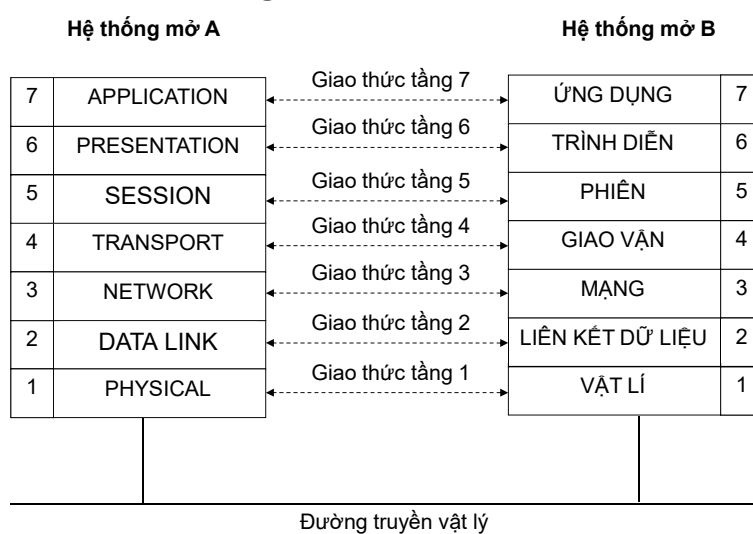 Hệ thống mở A Hệ thống mở B
7 APPLICATION Giao thức tầng 7 ỨNG DỤNG 7
6 PRESENTATION Giao thức tầng 6 TRÌNH DIỄN 6
5 SESSION Giao thức tầng 5 PHIÊN 5
4 TRANSPORT Giao thức tầng 4 GIAO VẬN 4
3 NETWORK Giao thức tầng 3 MẠNG 3
2 DATA LINK Giao thức tầng 2 LIÊN KẾT DỮ LIỆU 2
1 PHYSICAL Giao thức tầng 1 VẬT LÍ 1
Đường truyền vật lý